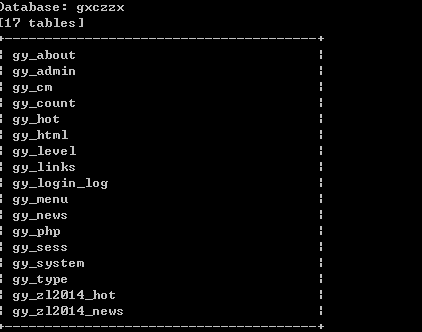 Database: gxczzx
[17 tables]
+---------------------------------------+
¦ gy_about ¦
¦ gy_admin ¦
¦ gy_cm ¦
¦ gy_count ¦
¦ gy_hot ¦
¦ gy_html ¦
¦ gy_level ¦
¦ gy_links ¦
¦ gy_login_log ¦
¦ gy_menu ¦
¦ gy_news ¦
¦ gy_php ¦
¦ gy_sess ¦
¦ gy_system ¦
¦ gy_type ¦
¦ gy_zl2014_hot ¦
¦ gy_zl2014_news ¦
+---------------------------------------+